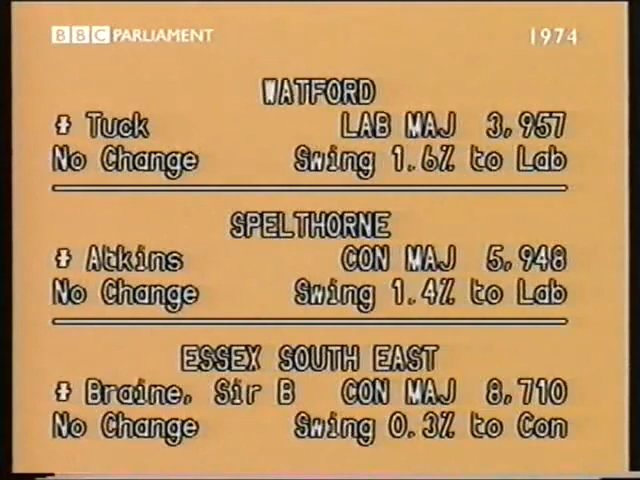 BBC PARLIAMENT 1974
WATFORD
* Tuck LAB MAJ 3,957
No Change Swing 1.6% to Lab
SPELTHORNE
* Atkins CON MAJ 5,948
No Change Swing 1.4% to Lab
ESSEX SOUTH EAST
* Braine, Sir B CON MAJ 8,710
No Change Swing 0.3% to Con